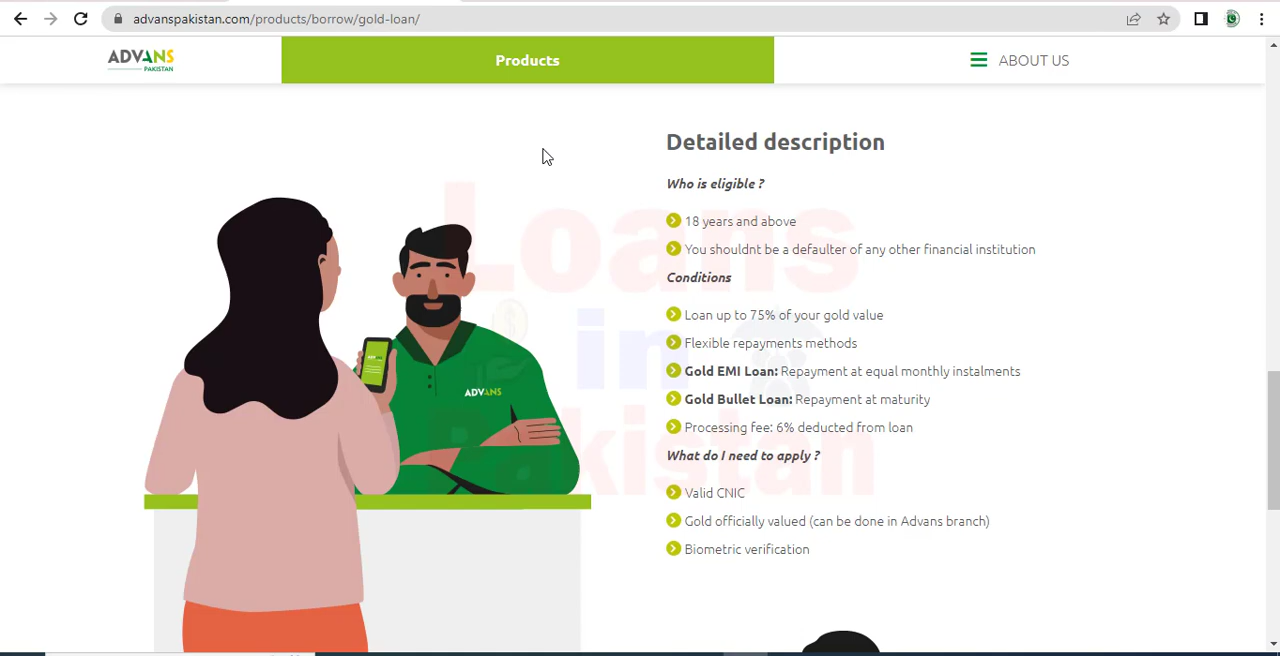 advanspakistan.com/products/borrow/gold-loan/
ADVANS
PAKISTAN
Products
ABOUT US
Detailed description
Who is eligible ?
18 years and above
You shouldnt be a defaulter of any other financial institution
Conditions
Loan up to 75% of your gold value
Flexible repayments methods
Gold EMI Loan: Repayment at equal monthly instalments
Gold Bullet Loan: Repayment at maturity
Processing fee: 6% deducted from loan
What do I need to apply ?
Valid CNIC
Gold officially valued (can be done in Advans branch)
Biometric verification
Loans
in
Pakistan
ADVANS
ADVANS